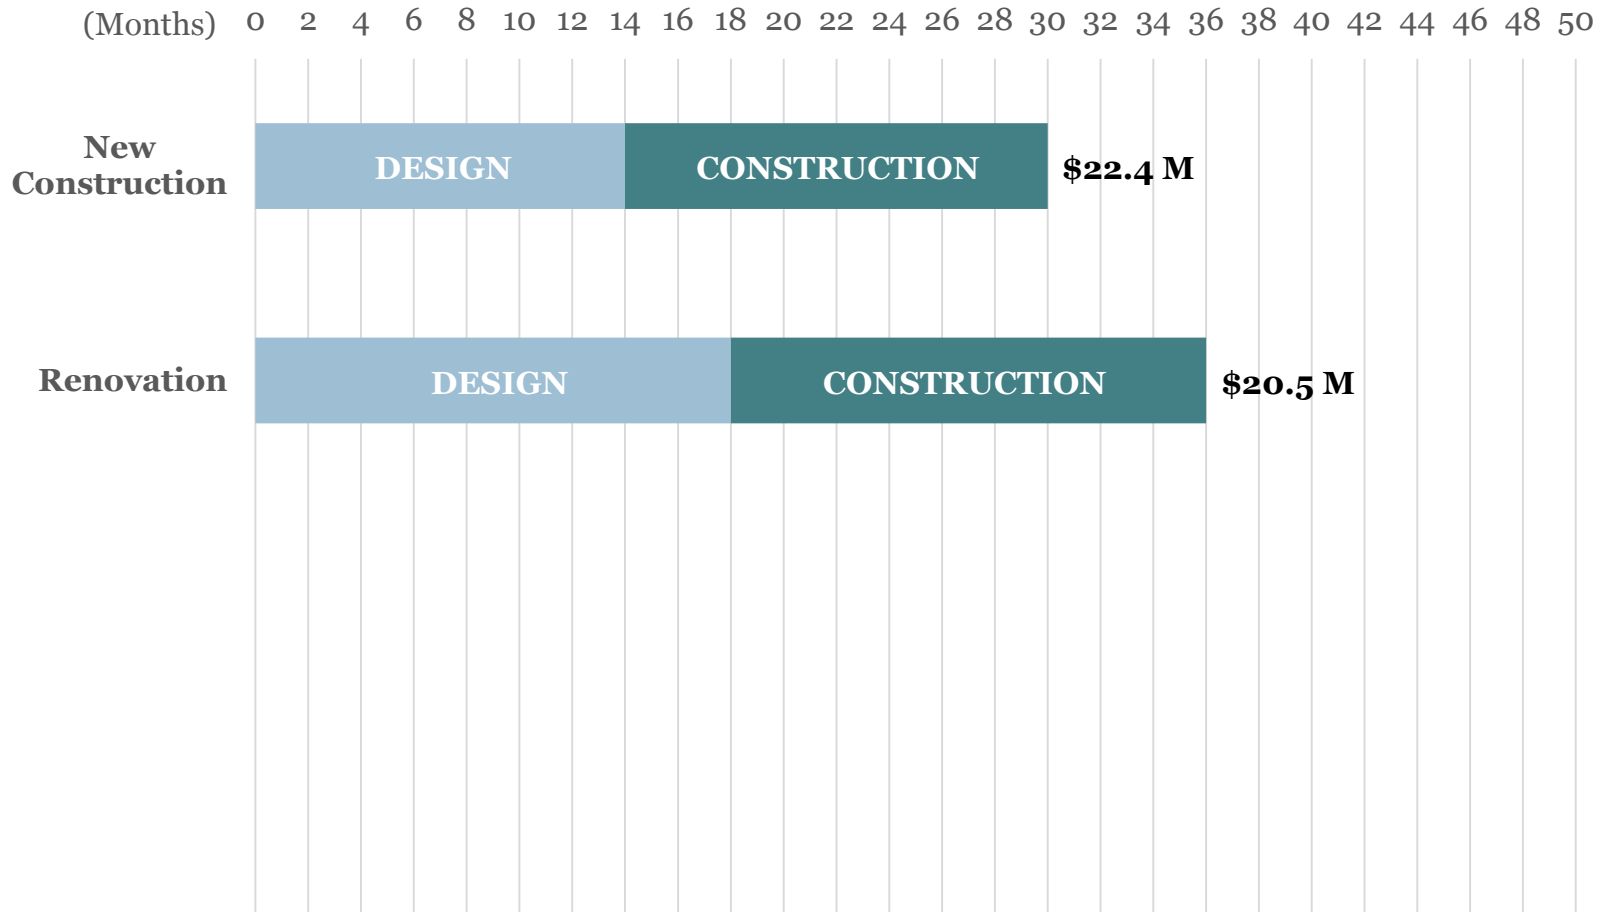 (Months) 0 2 4 6 8 10 12 14 16 18 20 22 24 26 28 30 32 34 36 38 40 42 44 46 48 50
New
Construction
DESIGN CONSTRUCTION $22.4 M
Renovation
DESIGN CONSTRUCTION $20.5 M